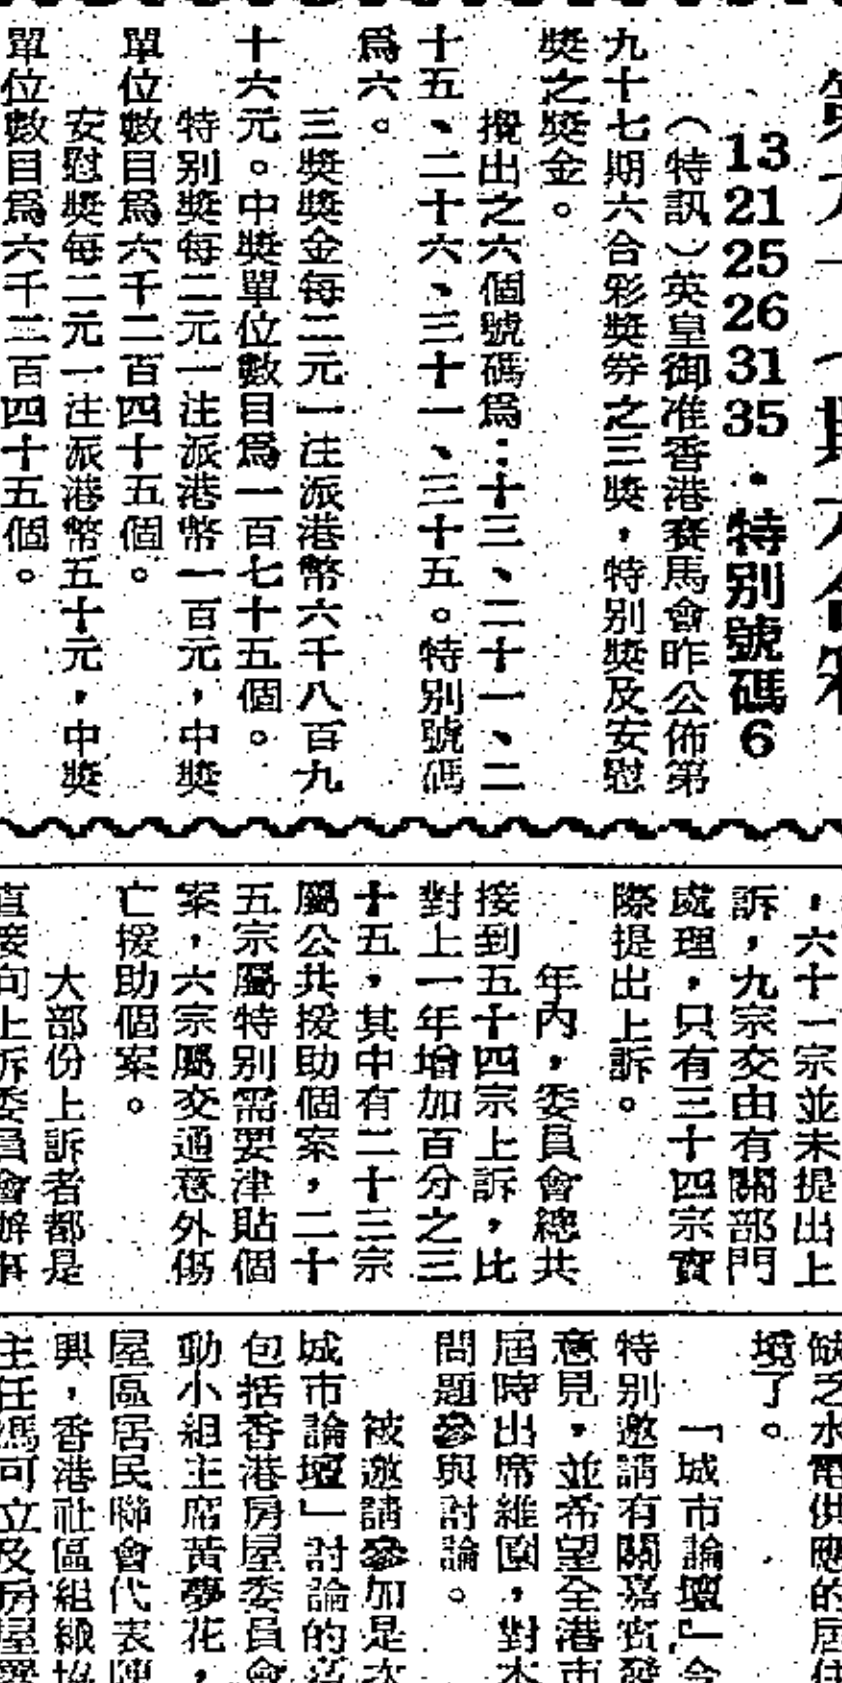 13 21 25 26 31 35・特別號碼6
（特訊）英皇御准香港賽馬會昨公佈第
九十七期六合彩獎券之三獎，特別獎及安慰
獎之獎金。
攪出之六個號碼爲：十三、二十一、二
十五、二十六、三十一、三十五。特別號碼
爲六。
三獎獎金每二元一注派港幣六千八百九
十六元。中獎單位數目爲一百七十五個。
特別獎每二元一注派港幣一百元，中獎
單位數目爲六千二百四十五個。
安慰獎每二元一注派港幣五十元，中獎
單位數目爲六千二百四十五個。
，六十一宗並未提出上
訴，九宗交由有關部門
處理，只有三十四宗實
際提出上訴。
年內，委員會總共
接到五十四宗上訴，比
對上一年增加百分之三
十五，其中有二十三宗
屬公共援助個案，二十
五宗屬特別需要津貼個
案，六宗屬交通意外傷
亡援助個案。
大部份上訴者都是
直接向上訴委員會辦事
缺乏水電供應的居住
境了。
「城市論壇」今
特別邀請有關嘉賓發
意見，並希望全港市
屆時出席維園，對本
問題參與討論。
被邀請參加是次
城市論壇」討論的
包括香港房屋委員會
動小組主席黃夢花，
屋區居民聯會代表陳
興，香港社區組織協
主任馮可立及房屋署